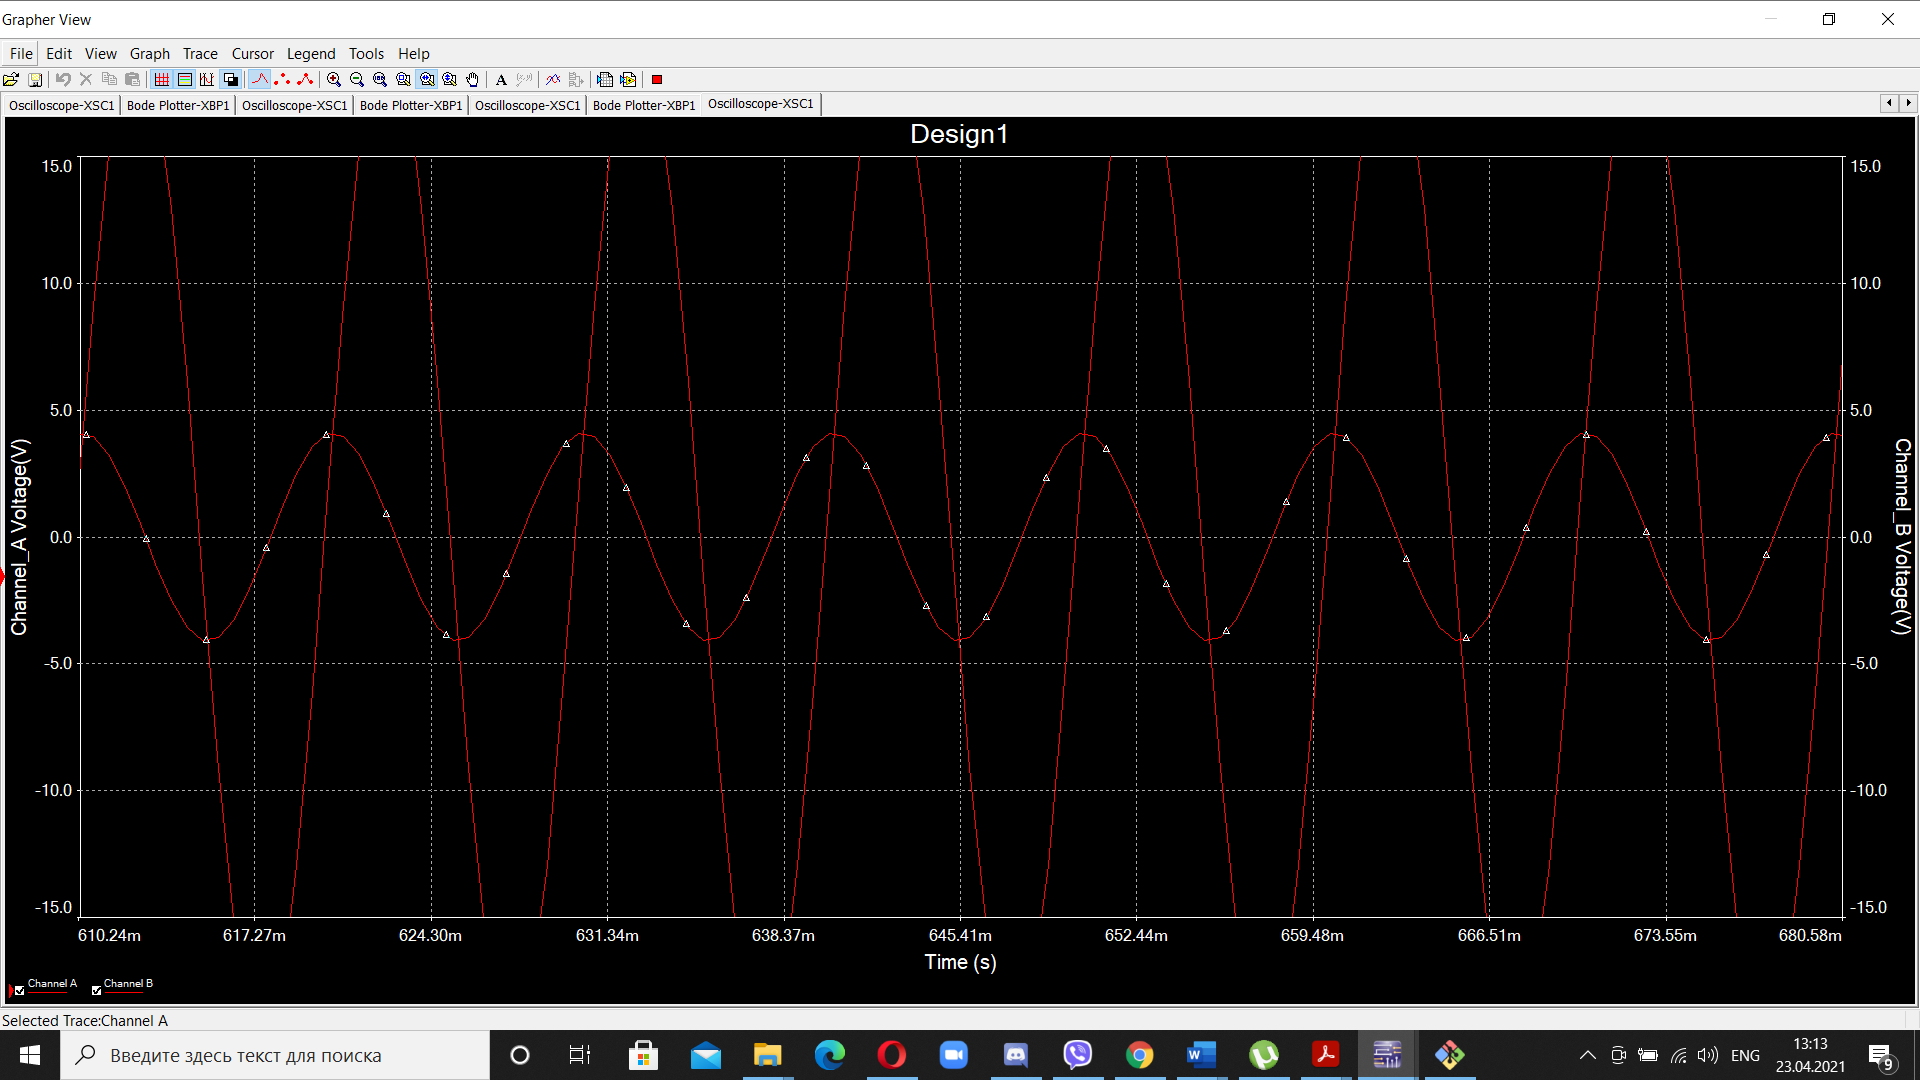 Grapher View
File Edit View Graph Trace Cursor Legend Tools Help
Oscilloscope-XSC1 Bode Plotter-XBP1 Oscilloscope-XSC1 Bode Plotter-XBP1 Oscilloscope-XSC1 Bode Plotter-XBP1 Oscilloscope-XSC1
Design1
15.0 15.0
10.0 10.0
5.0 5.0
0.0 0.0
-5.0 -5.0
-10.0 -10.0
-15.0 -15.0
Channel_A Voltage(V)
Channel_B Voltage(V)
610.24m 617.27m 624.30m 631.34m 638.37m 645.41m 652.44m 659.48m 666.51m 673.55m 680.58m
Time (s)
Channel A Channel B
Selected Trace:Channel A
Введите здесь текст для поиска
ENG
13:13
23.04.2021
9